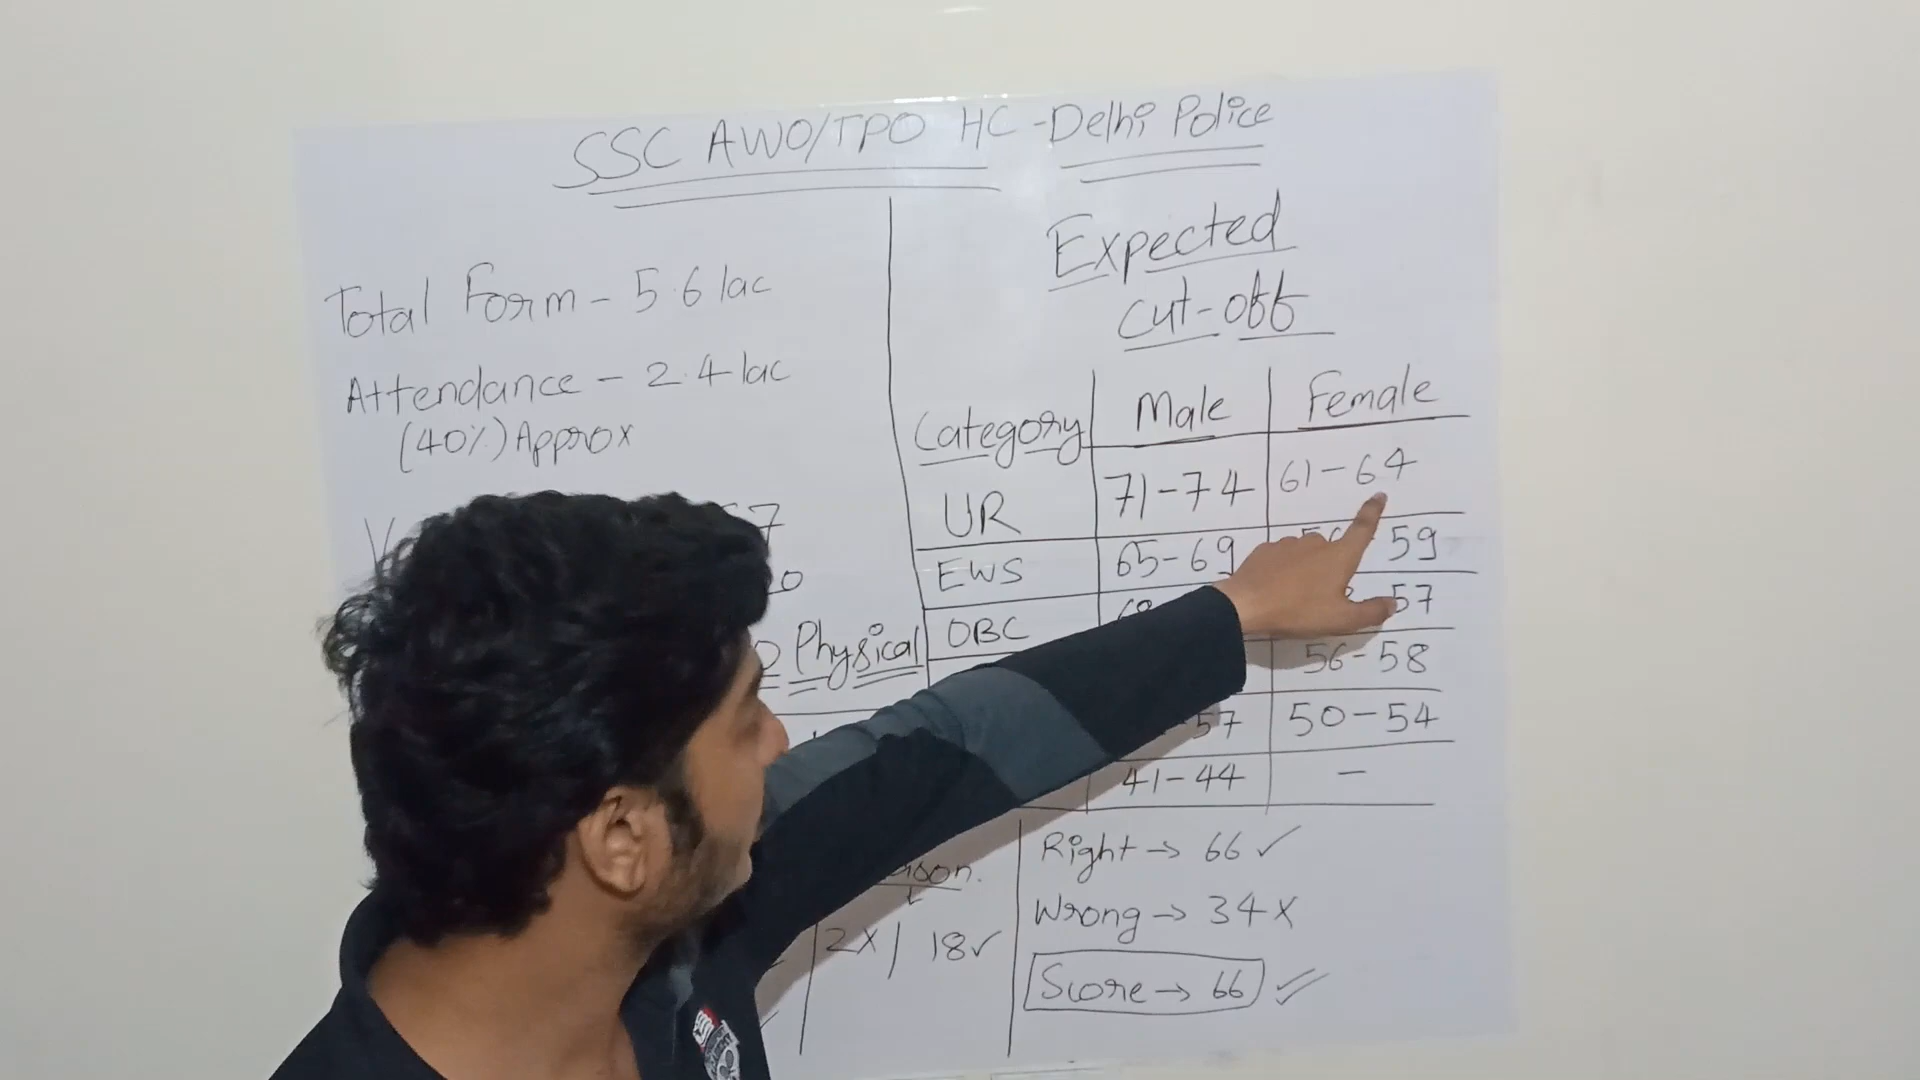 SSC AWO/TPO HC-Delhi Police
Total Form - 5.6 lac
Attendance - 2.4 lac
(40%) Approx
Physical
Expected
cut-off
Category Male Female
UR 71-74 61-64
EWS 65-69 59
OBC 57
56-58
57 50-54
41-44 -
2X / 18✓
Right → 66 ✓
Wrong → 34 X
Score → 66 ✓